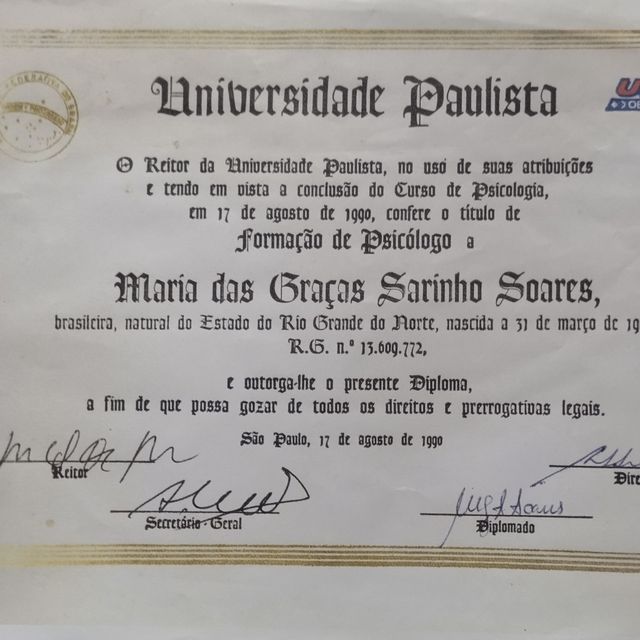 Universidade Paulista
O Reitor da Universidade Paulista, no uso de suas atribuições
e tendo em vista a conclusão do Curso de Psicologia,
em 17 de agosto de 1990, confere o título de
Formação de Psicólogo a
Maria das Graças Sarinho Soares,
brasileira, natural do Estado do Rio Grande do Norte, nascida a 31 de março de 19
R.G. n.º 13.609.772,
e outorga-lhe o presente Diploma,
a fim de que possa gozar de todos os direitos e prerrogativas legais.
São Paulo, 17 de agosto de 1990
Reitor
Dire
Secretário-Geral
Diplomado